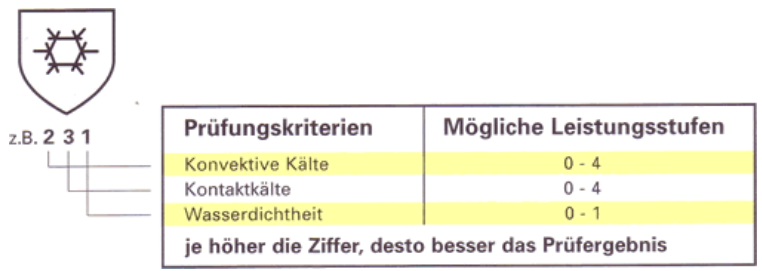 z.B. 2 3 1
Prüfungskriterien Mögliche Leistungsstufen
Konvektive Kälte 0 - 4
Kontaktkälte 0 - 4
Wasserdichtheit 0 - 1
je höher die Ziffer, desto besser das Prüfergebnis